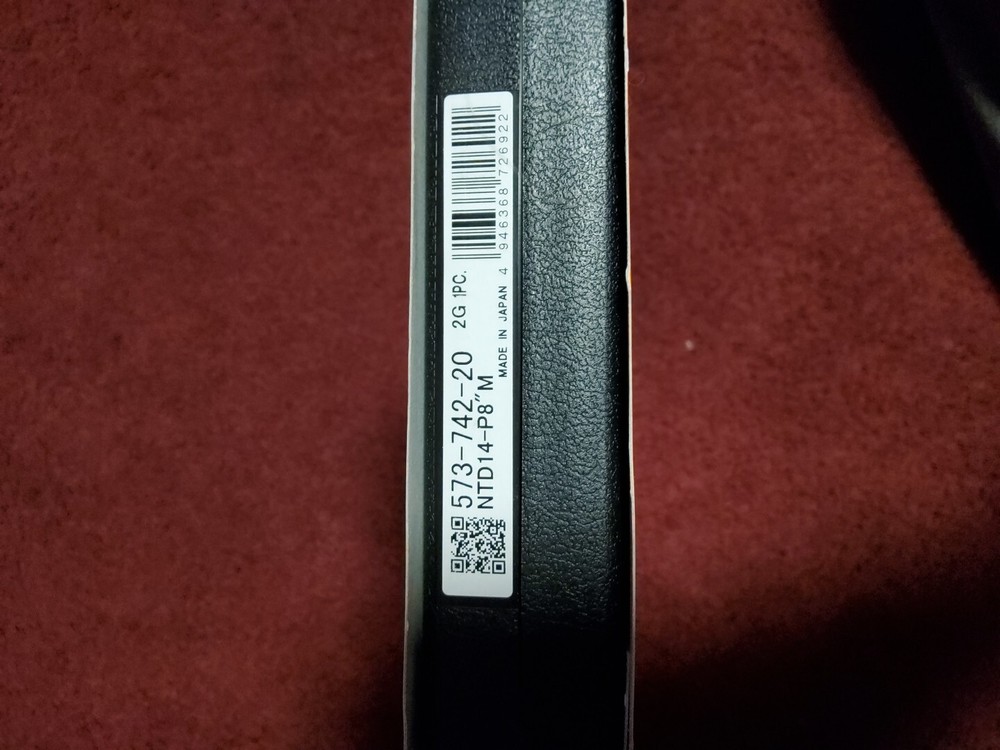 573-742-20 2G 1PC.
NTD14-P8"M
MADE IN JAPAN 4 946368 726922